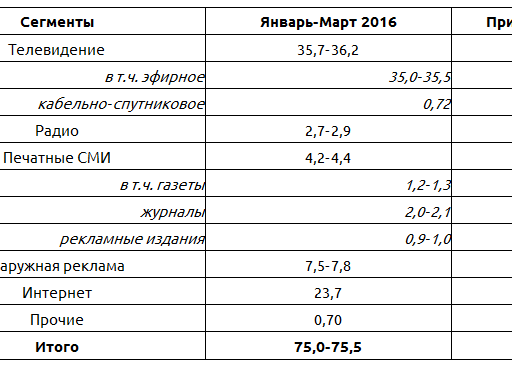 Сегменты Январь-Март 2016 При
Телевидение 35,7-36,2
в т.ч. эфирное 35,0-35,5
кабельно-спутниковое 0,72
Радио 2,7-2,9
Печатные СМИ 4,2-4,4
в т.ч. газеты 1,2-1,3
журналы 2,0-2,1
рекламные издания 0,9-1,0
аружная реклама 7,5-7,8
Интернет 23,7
Прочие 0,70
Итого 75,0-75,5